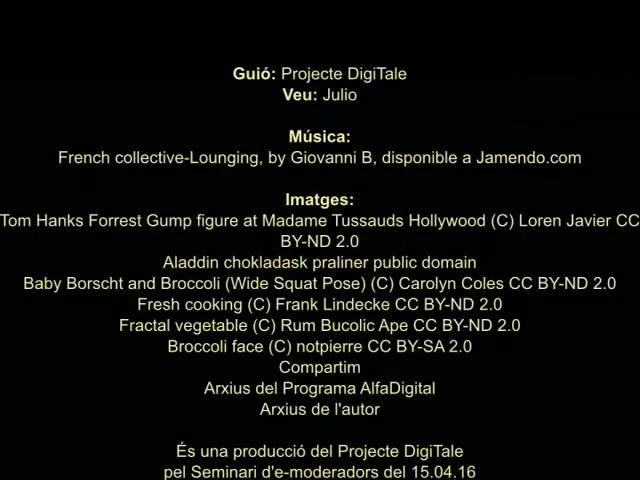 Guió: Projecte DigiTale
Veu: Julio
Música:
French collective-Lounging, by Giovanni B, disponible a Jamendo.com
Imatges:
Tom Hanks Forrest Gump figure at Madame Tussauds Hollywood (C) Loren Javier CC
BY-ND 2.0
Aladdin chokladask praliner public domain
Baby Borscht and Broccoli (Wide Squat Pose) (C) Carolyn Coles CC BY-ND 2.0
Fresh cooking (C) Frank Lindecke CC BY-ND 2.0
Fractal vegetable (C) Rum Bucolic Ape CC BY-ND 2.0
Broccoli face (C) notpierre CC BY-SA 2.0
Compartim
Arxius del Programa AlfaDigital
Arxius de l'autor
És una producció del Projecte DigiTale
pel Seminari d'e-moderadors del 15.04.16